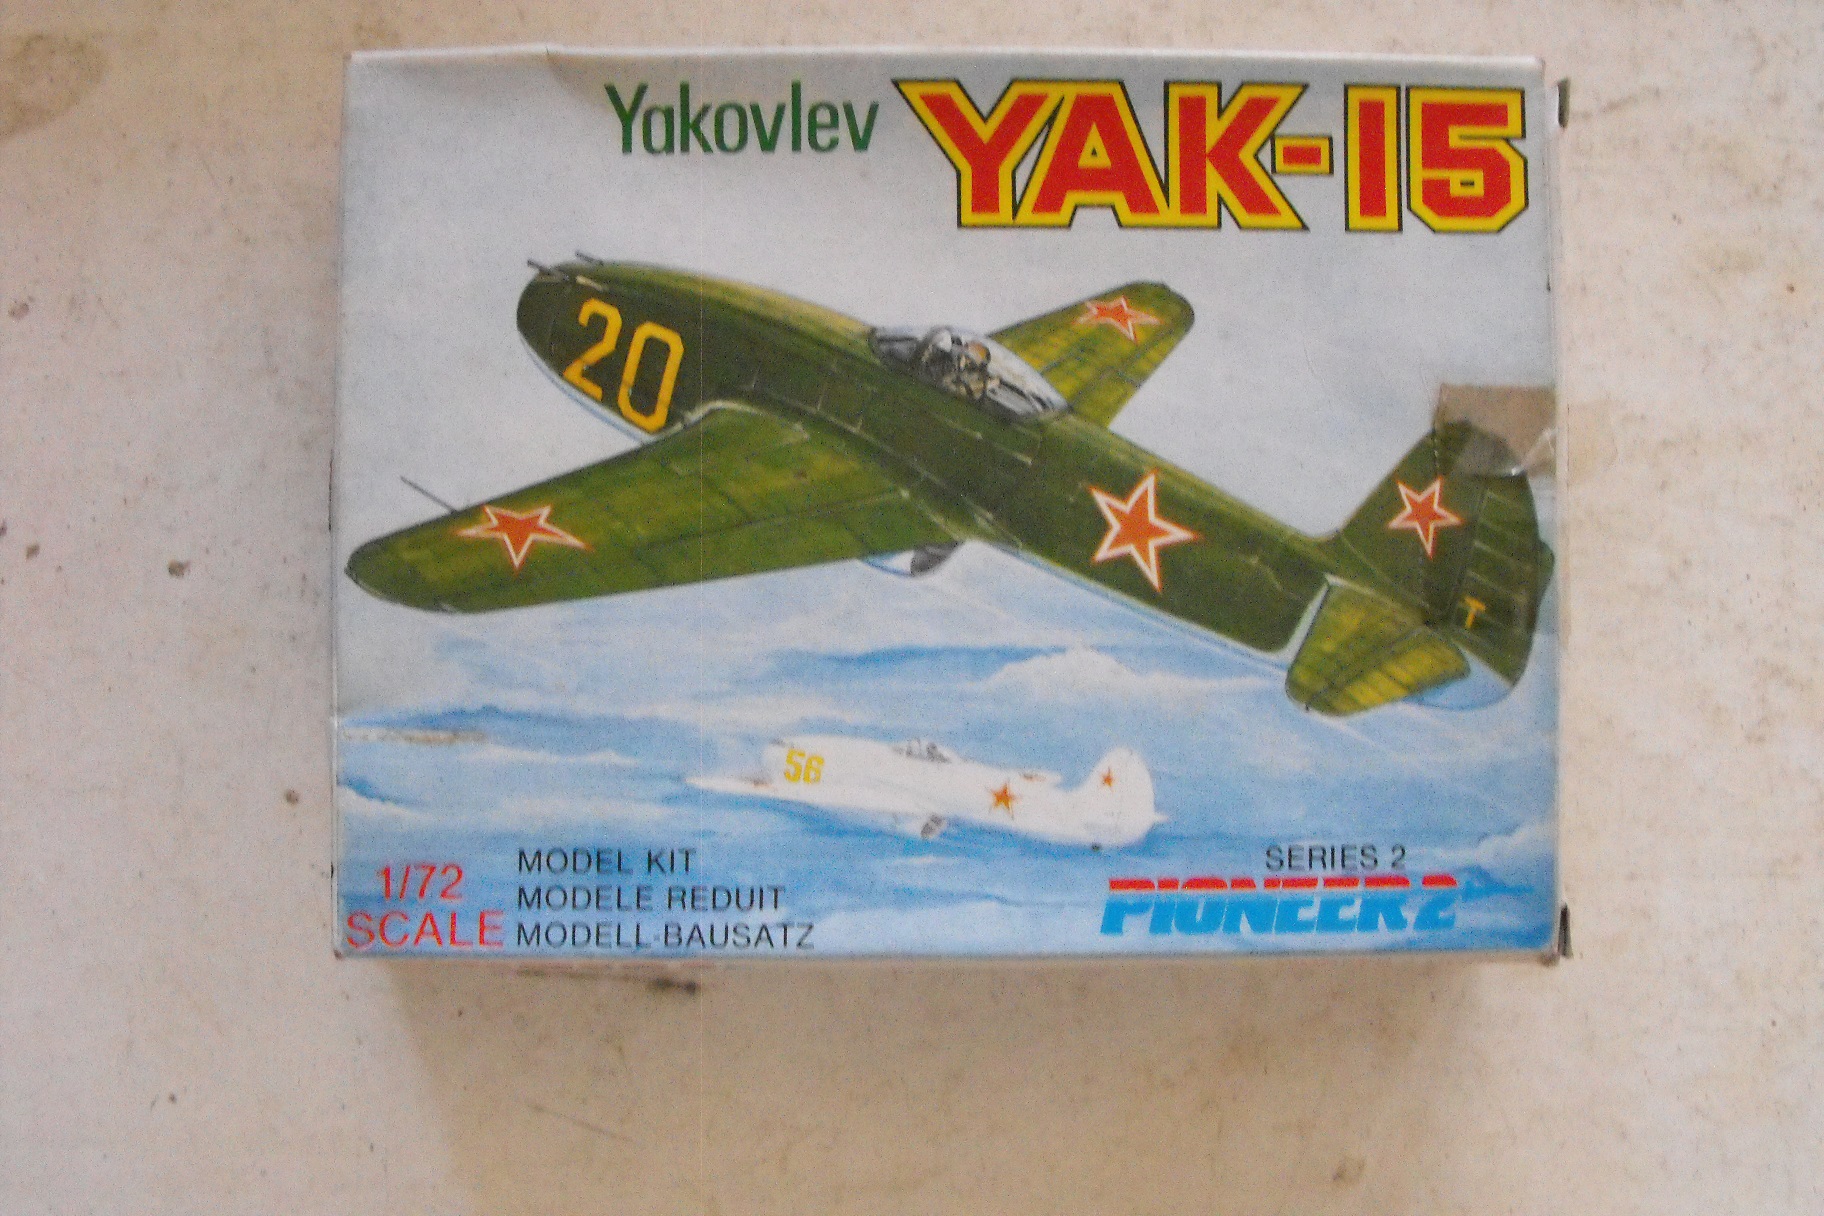 Yakovlev YAK-15
20
T
56
1/72
SCALE
MODEL KIT
MODELE REDUIT
MODELL-BAUSATZ
SERIES 2
PIONEER 2